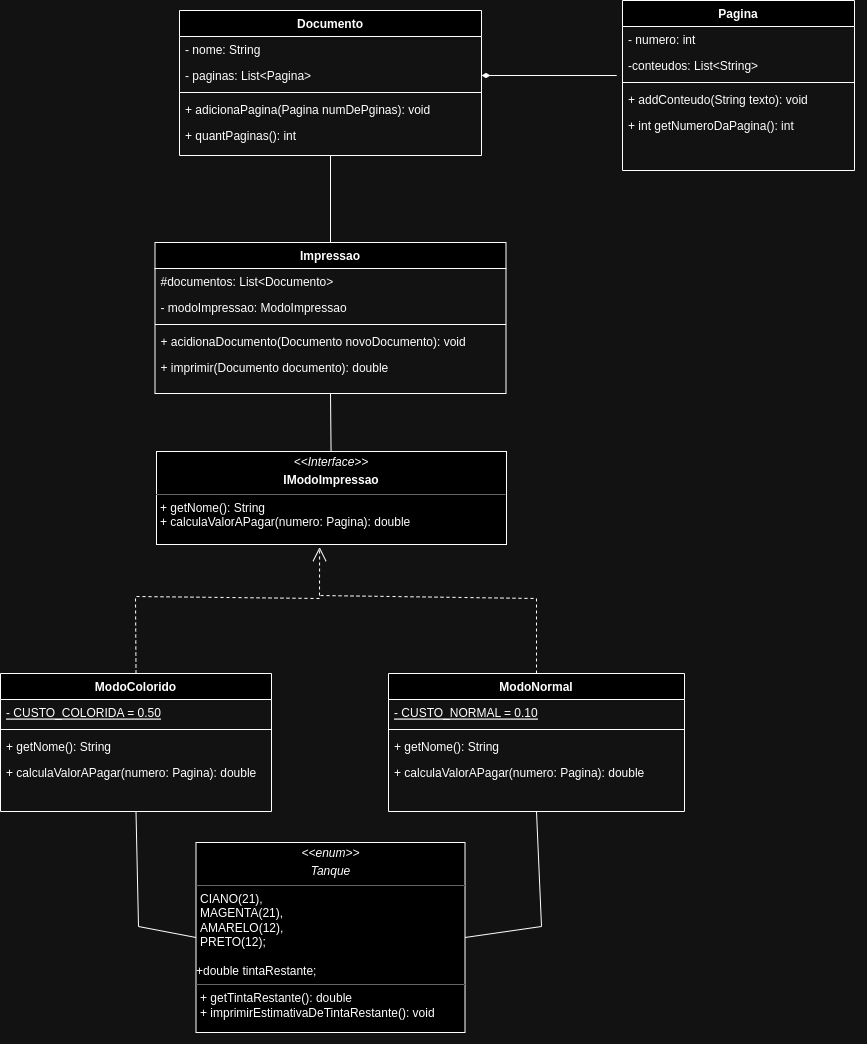 Documento
- nome: String
- paginas: List<Pagina>
+ adicionaPagina(Pagina numDePginas): void
+ quantPaginas(): int
Pagina
- numero: int
-conteudos: List<String>
+ addConteudo(String texto): void
+ int getNumeroDaPagina(): int
Impressao
#documentos: List<Documento>
- modoImpressao: ModoImpressao
+ acidionaDocumento(Documento novoDocumento): void
+ imprimir(Documento documento): double
<<Interface>>
IModoImpressao
+ getNome(): String
+ calculaValorAPagar(numero: Pagina): double
ModoColorido
- CUSTO_COLORIDA = 0.50
+ getNome(): String
+ calculaValorAPagar(numero: Pagina): double
ModoNormal
- CUSTO_NORMAL = 0.10
+ getNome(): String
+ calculaValorAPagar(numero: Pagina): double
<<enum>>
Tanque
CIANO(21),
MAGENTA(21),
AMARELO(12),
PRETO(12);
+double tintaRestante;
+ getTintaRestante(): double
+ imprimirEstimativaDeTintaRestante(): void